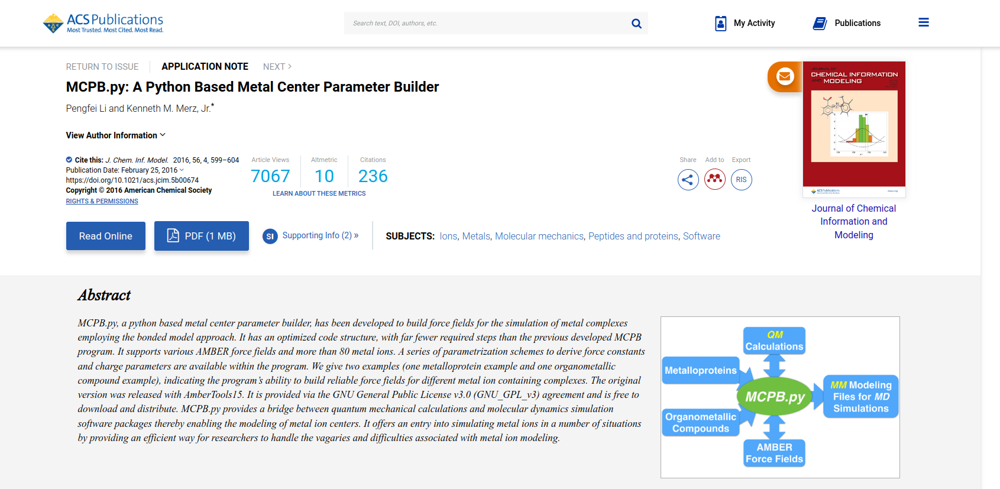 ACS Publications
Most Trusted. Most Cited. Most Read.
Search text, DOI, authors, etc.
My Activity
Publications
RETURN TO ISSUE
APPLICATION NOTE
NEXT
MCPB.py: A Python Based Metal Center Parameter Builder
Pengfei Li and Kenneth M. Merz, Jr.*
View Author Information
Cite this: J. Chem. Inf. Model. 2016, 56, 4, 599–604
Publication Date: February 25, 2016
https://doi.org/10.1021/acs.jcim.5b00674
Copyright © 2016 American Chemical Society
RIGHTS & PERMISSIONS
Article Views
7067
Altmetric
10
Citations
236
LEARN ABOUT THESE METRICS
Share
Add to
Export
RIS
JOURNAL OF
CHEMICAL INFORMATION
AND MODELING
ACS Publications
Journal of Chemical
Information and
Modeling
Read Online
PDF (1 MB)
SI
Supporting Info (2) »
SUBJECTS: Ions, Metals, Molecular mechanics, Peptides and proteins, Software
Abstract
MCPB.py, a python based metal center parameter builder, has been developed to build force fields for the simulation of metal complexes
employing the bonded model approach. It has an optimized code structure, with far fewer required steps than the previous developed MCPB
program. It supports various AMBER force fields and more than 80 metal ions. A series of parametrization schemes to derive force constants
and charge parameters are available within the program. We give two examples (one metalloprotein example and one organometallic
compound example), indicating the program’s ability to build reliable force fields for different metal ion containing complexes. The original
version was released with AmberTools15. It is provided via the GNU General Public License v3.0 (GNU_GPL_v3) agreement and is free to
download and distribute. MCPB.py provides a bridge between quantum mechanical calculations and molecular dynamics simulation
software packages thereby enabling the modeling of metal ion centers. It offers an entry into simulating metal ions in a number of situations
by providing an efficient way for researchers to handle the vagaries and difficulties associated with metal ion modeling.
QM
Calculations
Metalloproteins
MCPB.py
MM Modeling
Files for MD
Simulations
Organometallic
Compounds
AMBER
Force Fields